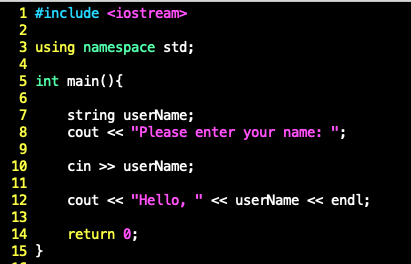 1 #include <iostream>
2
3 using namespace std;
4
5 int main(){
6
7     string userName;
8     cout << "Please enter your name: ";
9
10     cin >> userName;
11
12     cout << "Hello, " << userName << endl;
13
14     return 0;
15 }